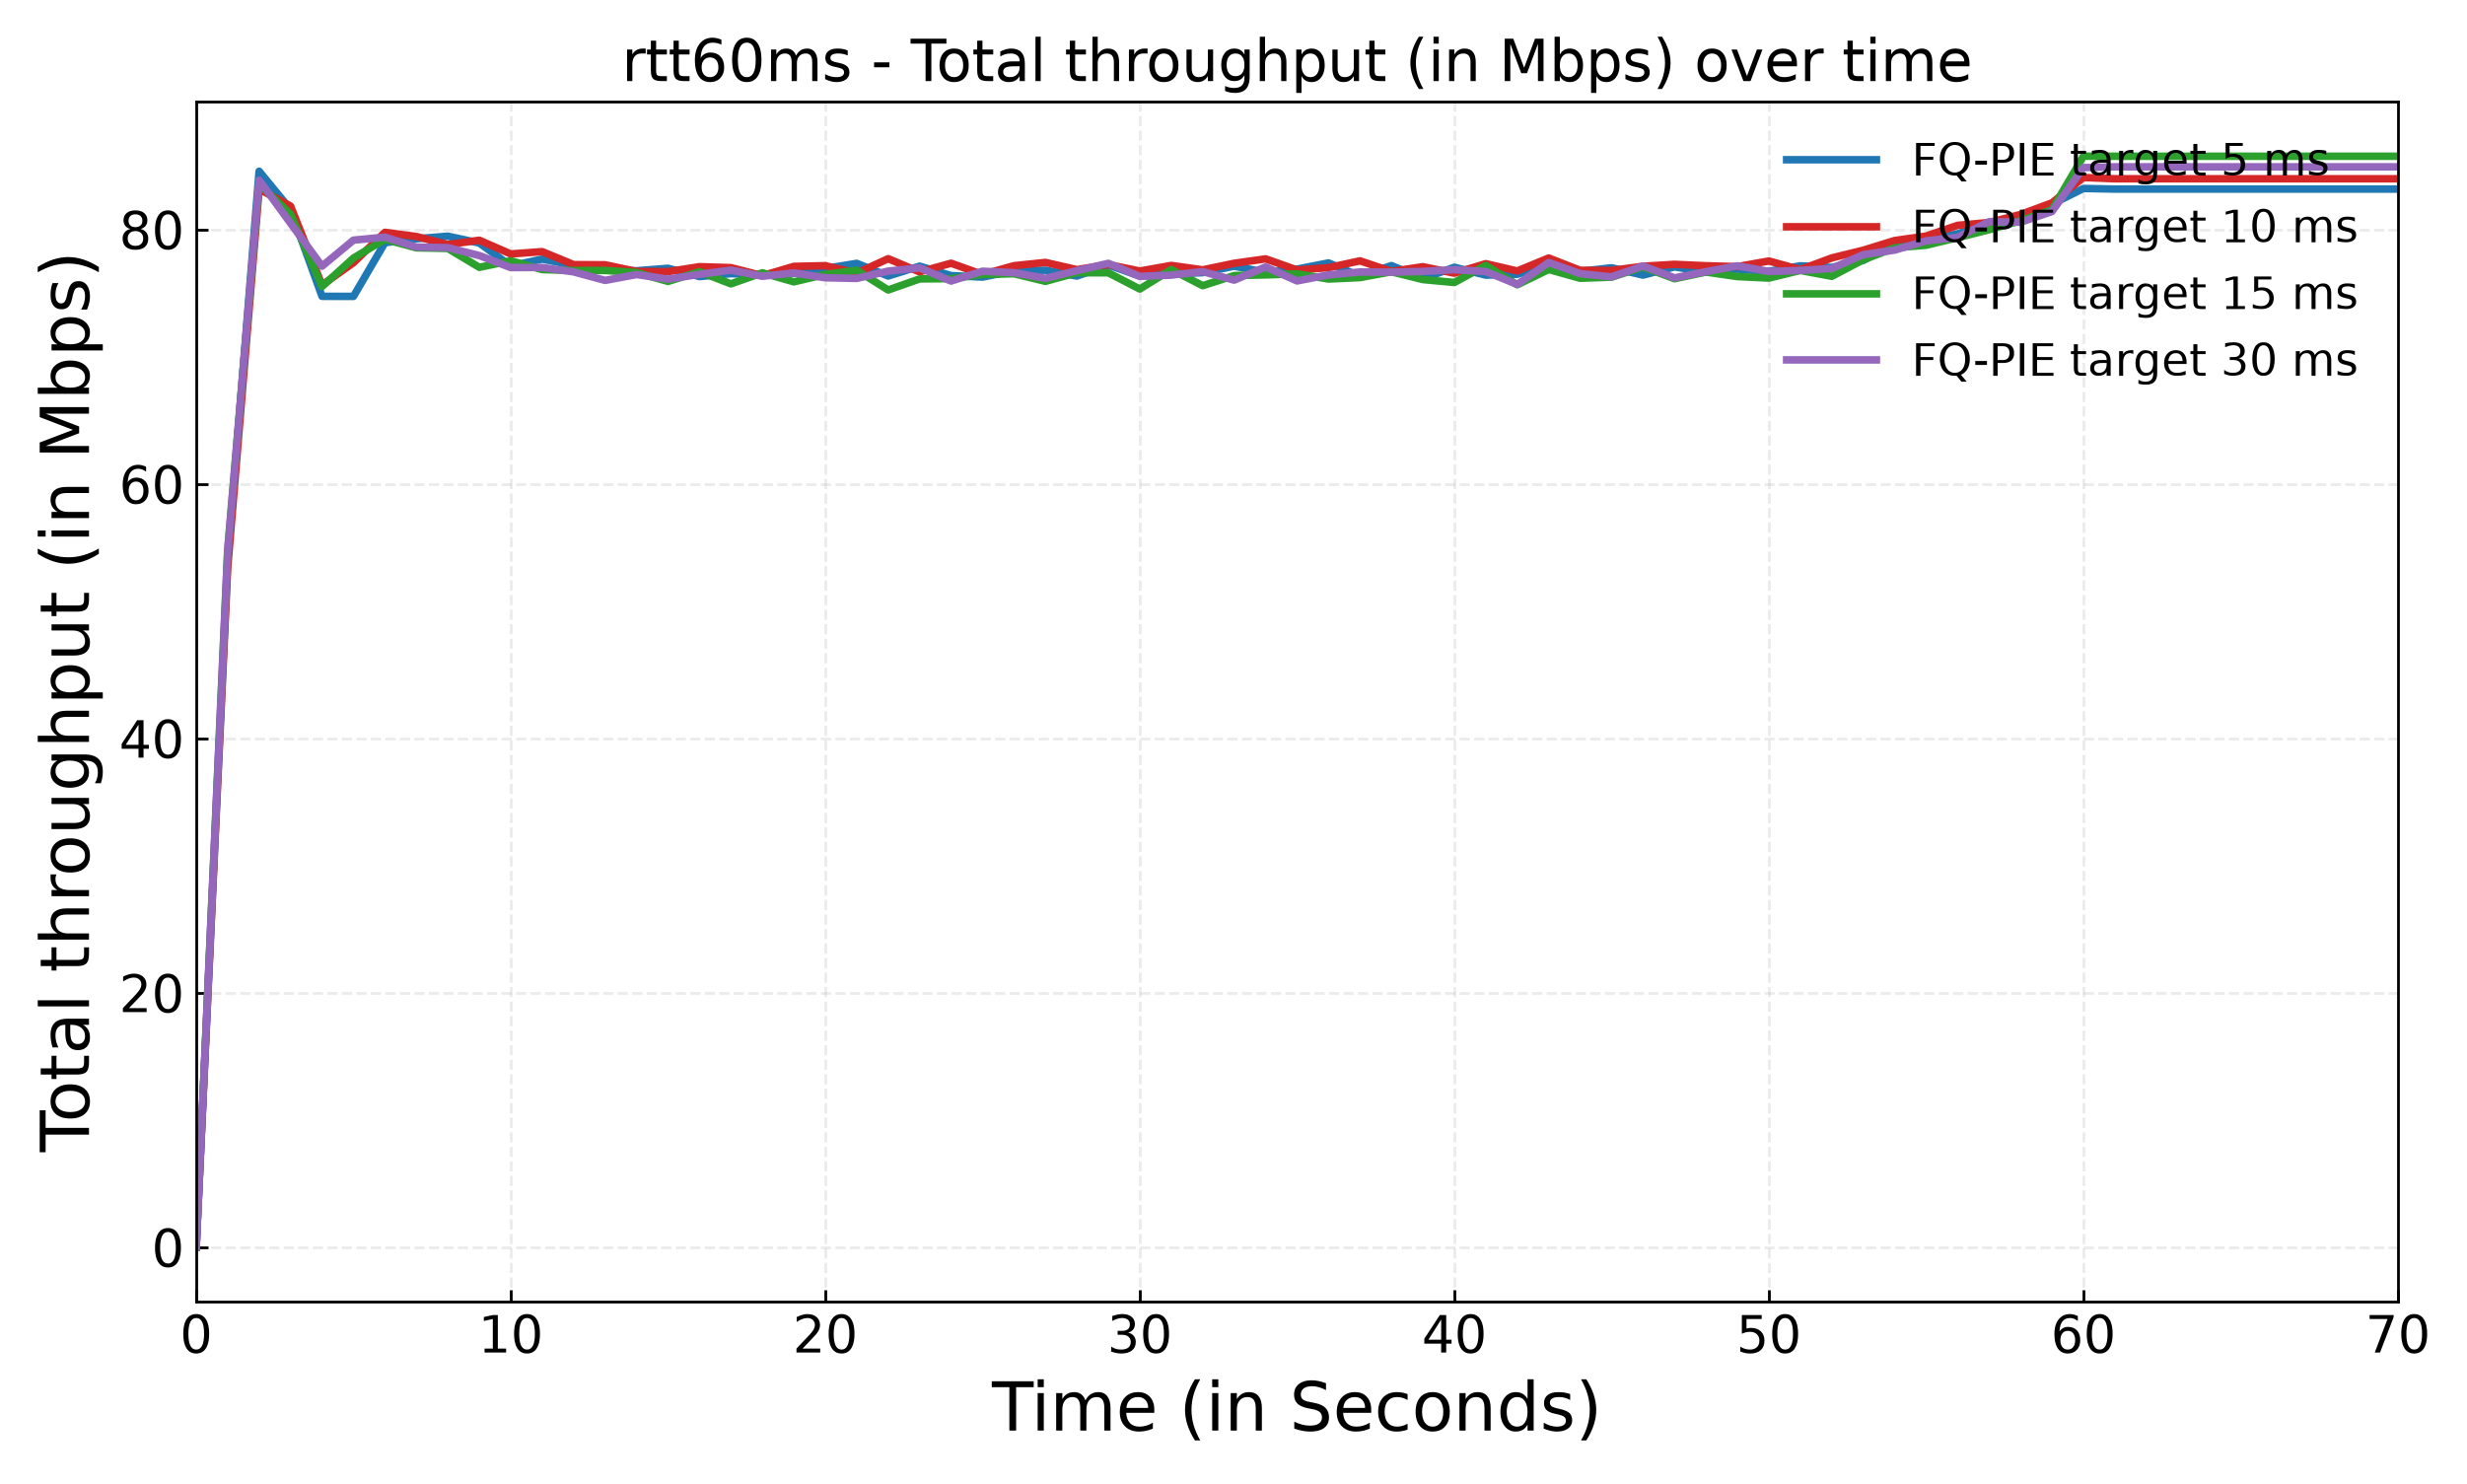 rtt60ms - Total throughput (in Mbps) over time
Total throughput (in Mbps)
80
60
40
20
0
FQ-PIE target 5 ms
FQ-PIE target 10 ms
FQ-PIE target 15 ms
FQ-PIE target 30 ms
0 10 20 30 40 50 60 70
Time (in Seconds)